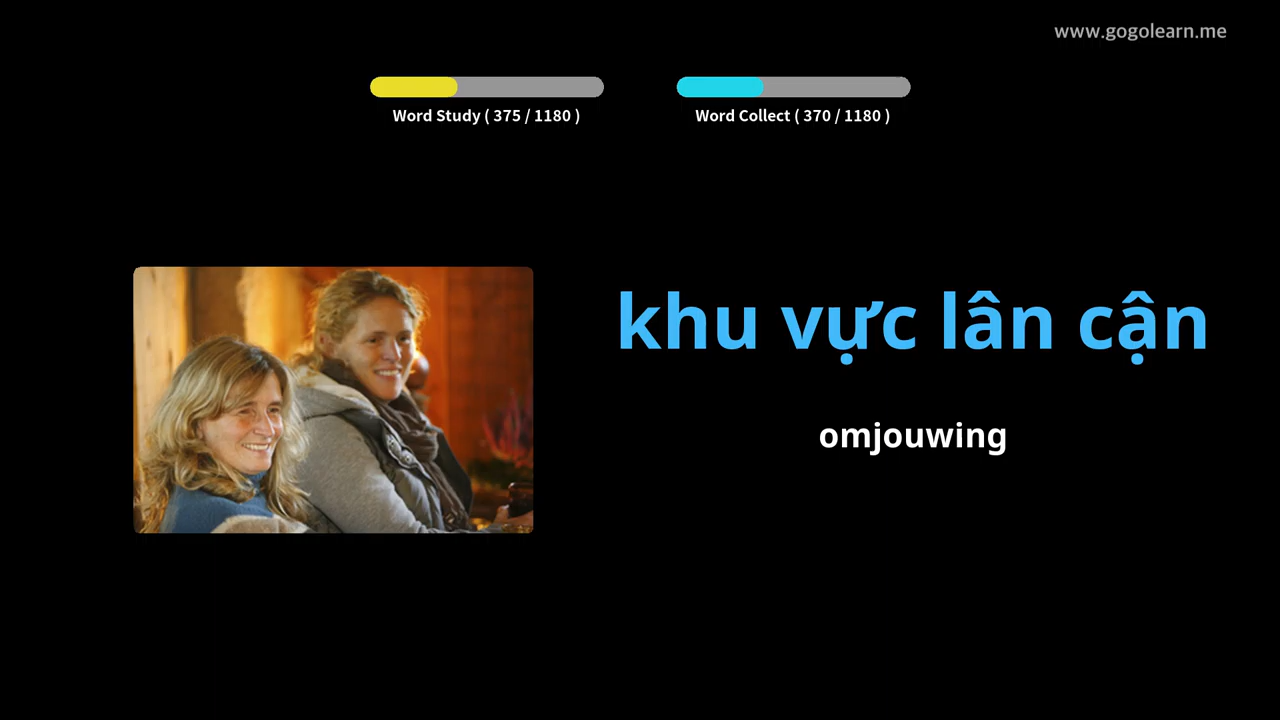 www.gogolearn.me
Word Study ( 375 / 1180 )
Word Collect ( 370 / 1180 )
khu vực lân cận
omjouwing